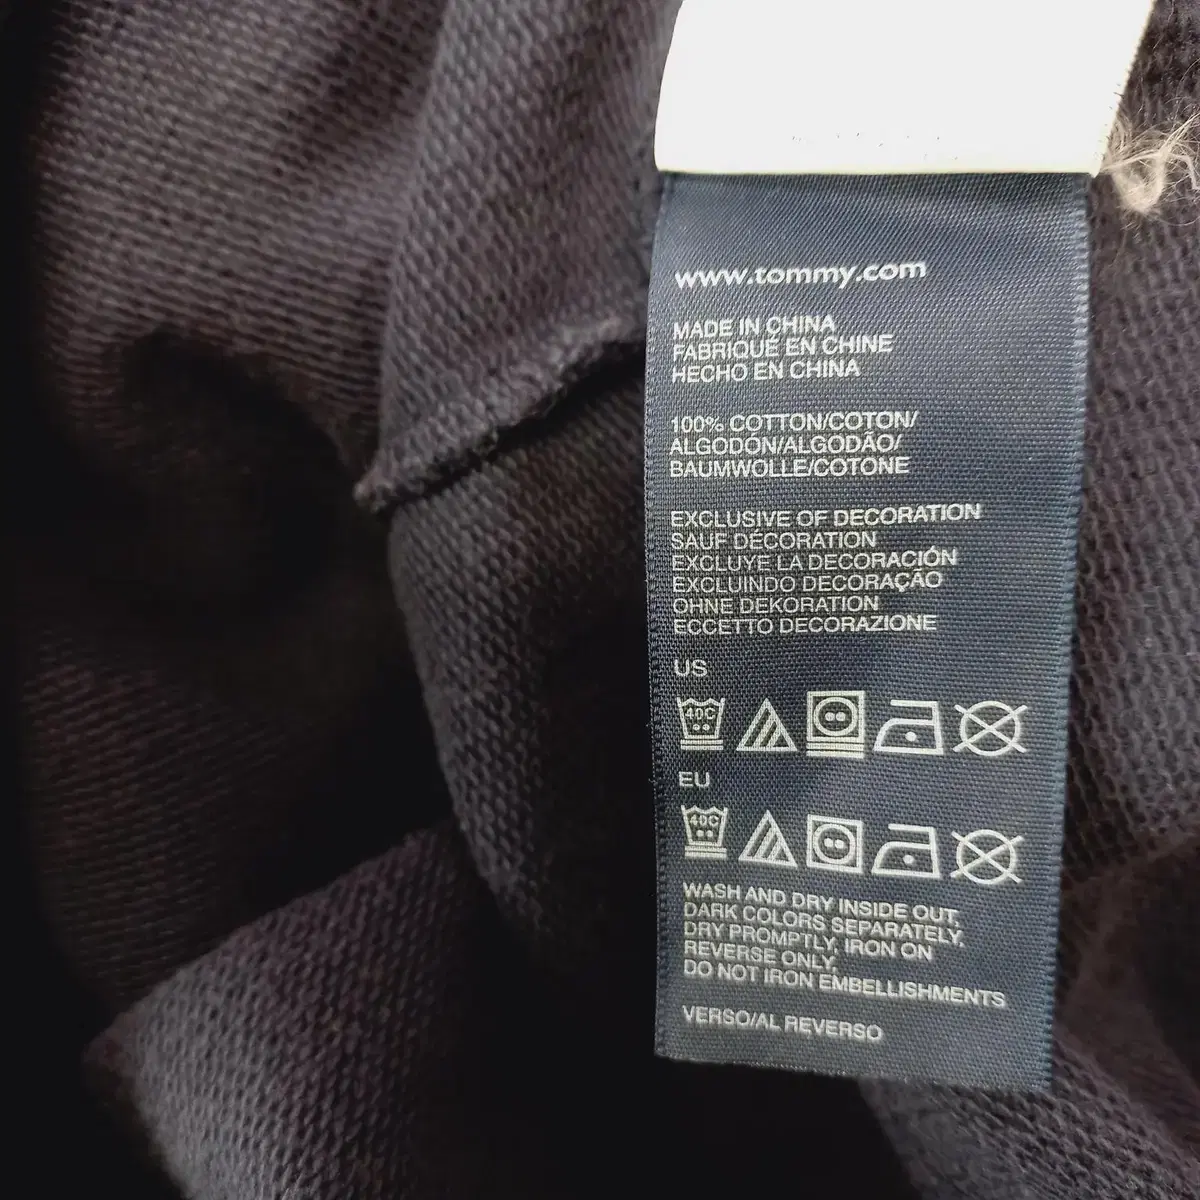 www.tommy.com
MADE IN CHINA
FABRIQUÉ EN CHINE
HECHO EN CHINA
100% COTTON/COTON/
ALGODÓN/ALGODÃO/
BAUMWOLLE/COTONE
EXCLUSIVE OF DECORATION
SAUF DÉCORATION
EXCLUYE LA DECORACIÓN
EXCLUINDO DECORAÇÃO
OHNE DEKORATION
ECCETTO DECORAZIONE
US
40C
EU
40C
WASH AND DRY INSIDE OUT,
DARK COLORS SEPARATELY,
DRY PROMPTLY, IRON ON
REVERSE ONLY,
DO NOT IRON EMBELLISHMENTS
VERSO/AL REVERSO